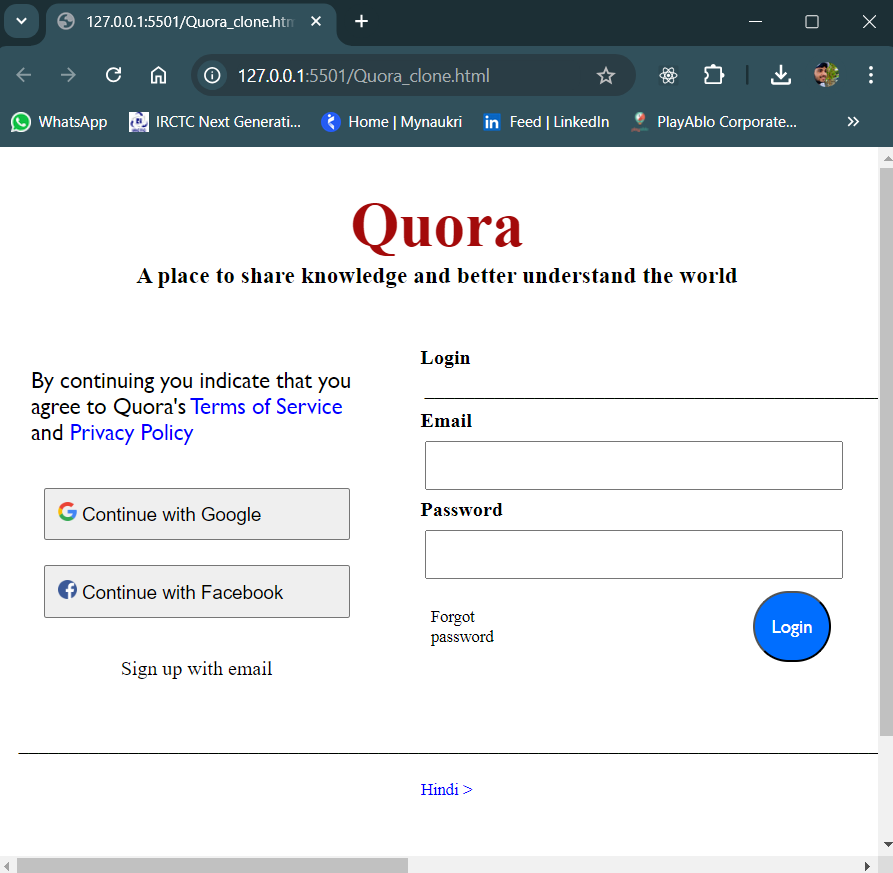 127.0.0.1:5501/Quora_clone.htm
127.0.0.1:5501/Quora_clone.html
WhatsApp
IRCTC Next Generati...
Home | Mynaukri
in
Feed | LinkedIn
PlayAblo Corporate...
Quora
A place to share knowledge and better understand the world
By continuing you indicate that you
agree to Quora's Terms of Service
and Privacy Policy
Continue with Google
Continue with Facebook
Sign up with email
Login
Email
Password
Forgot
password
Login
Hindi >